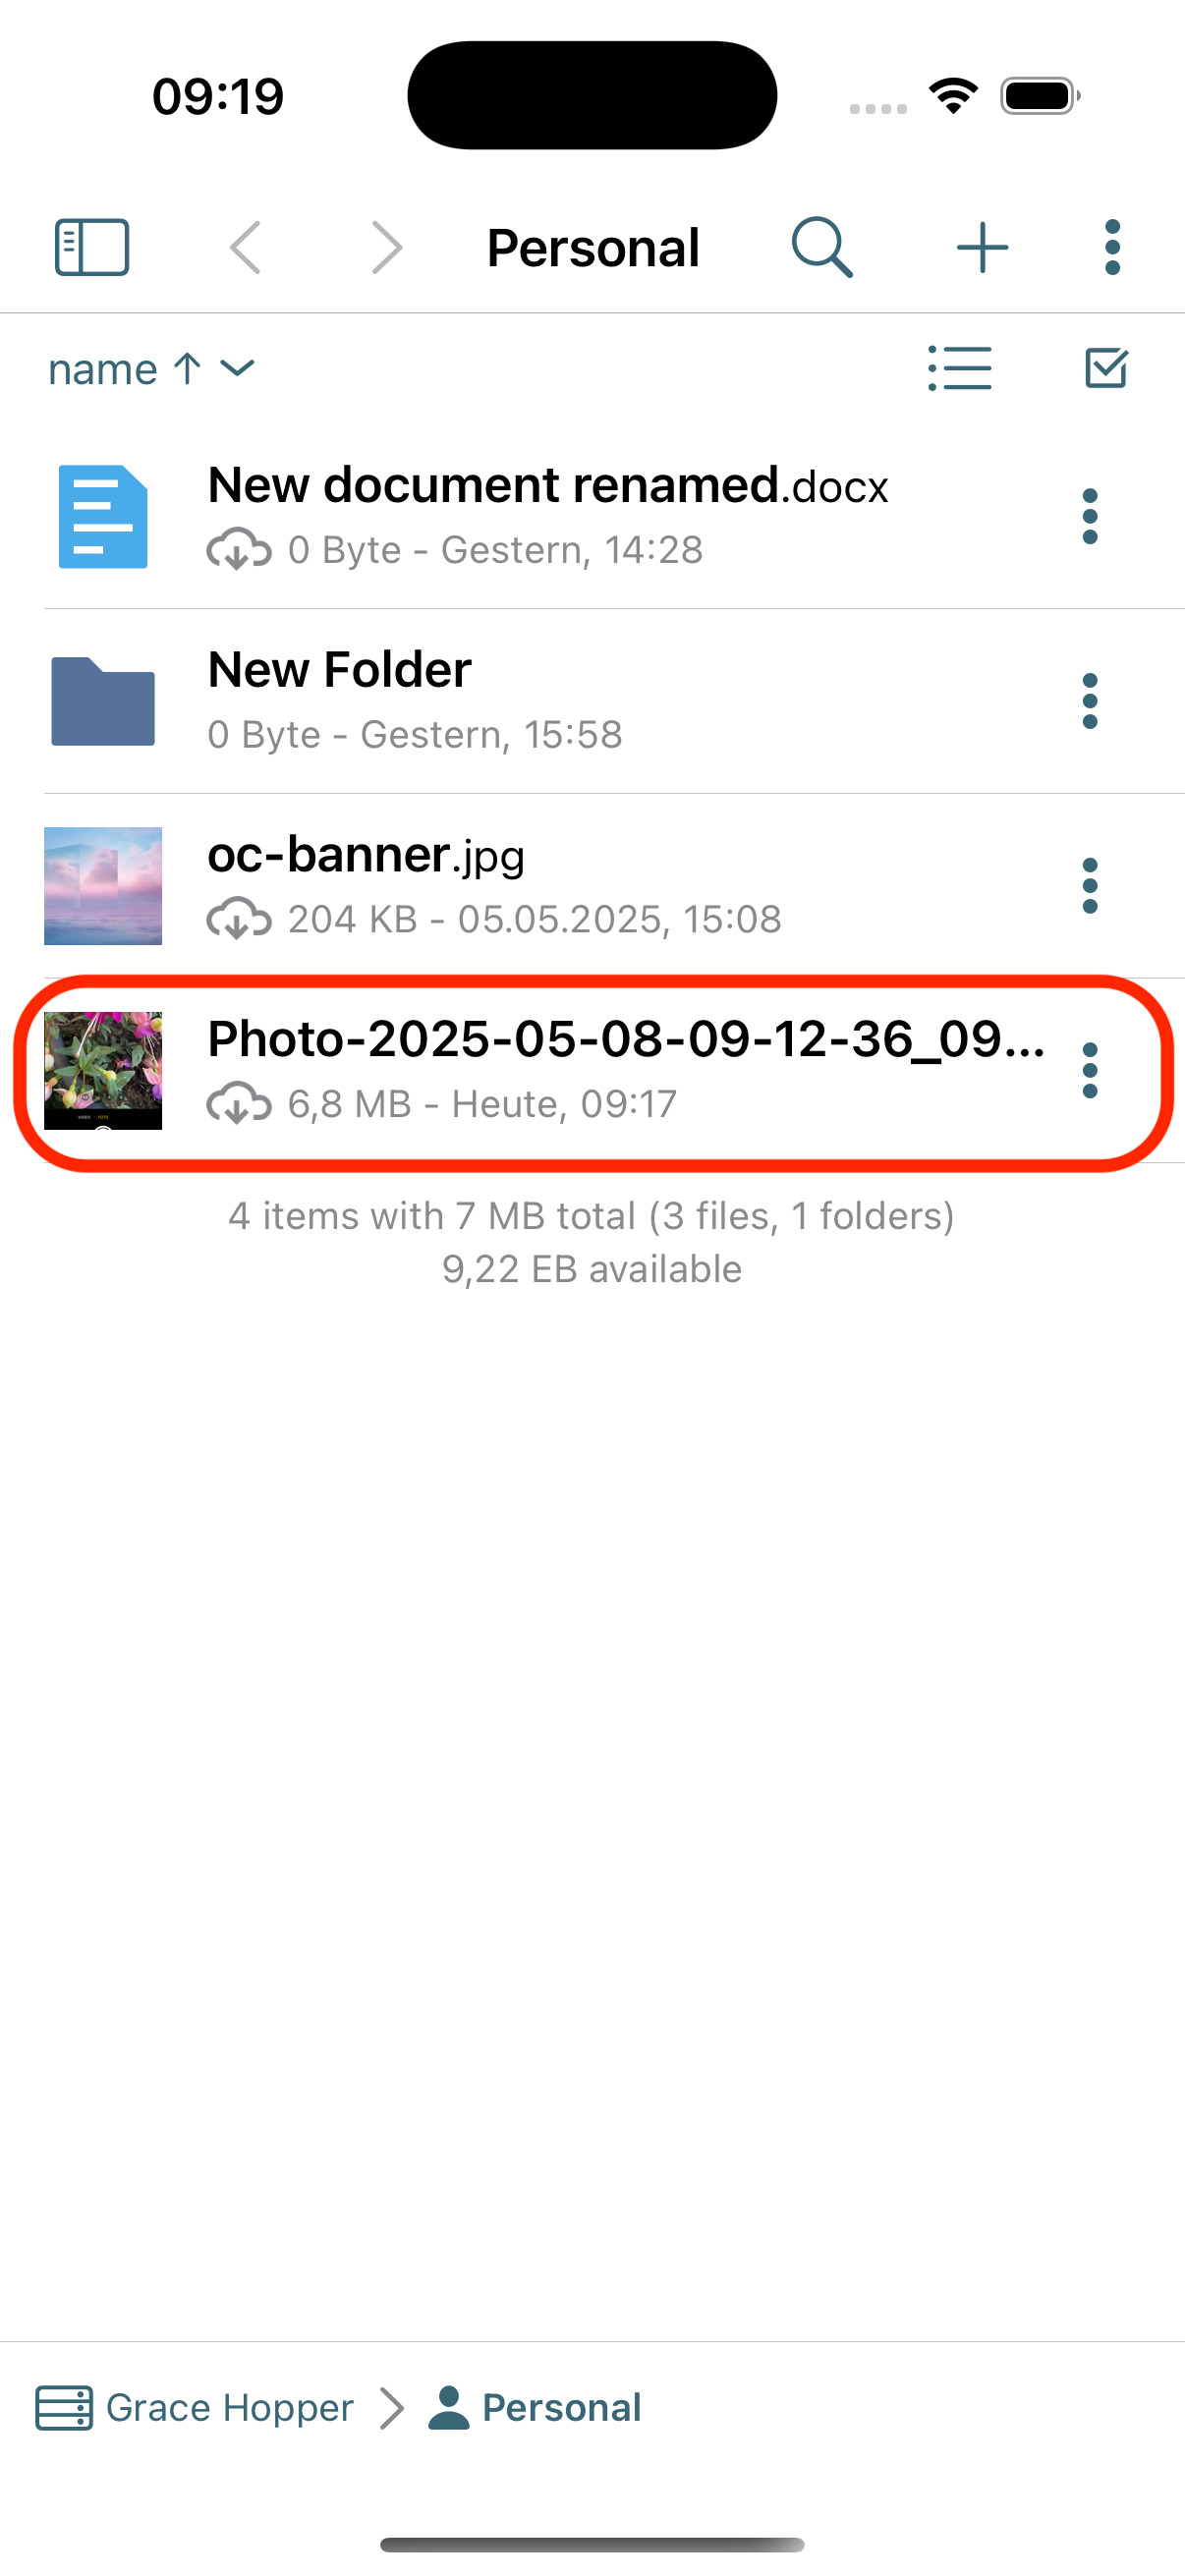 09:19
Personal
name
New document renamed.docx
0 Byte - Gestern, 14:28
New Folder
0 Byte - Gestern, 15:58
oc-banner.jpg
204 KB - 05.05.2025, 15:08
Photo-2025-05-08-09-12-36_09...
6,8 MB - Heute, 09:17
4 items with 7 MB total (3 files, 1 folders)
9,22 EB available
Grace Hopper
Personal